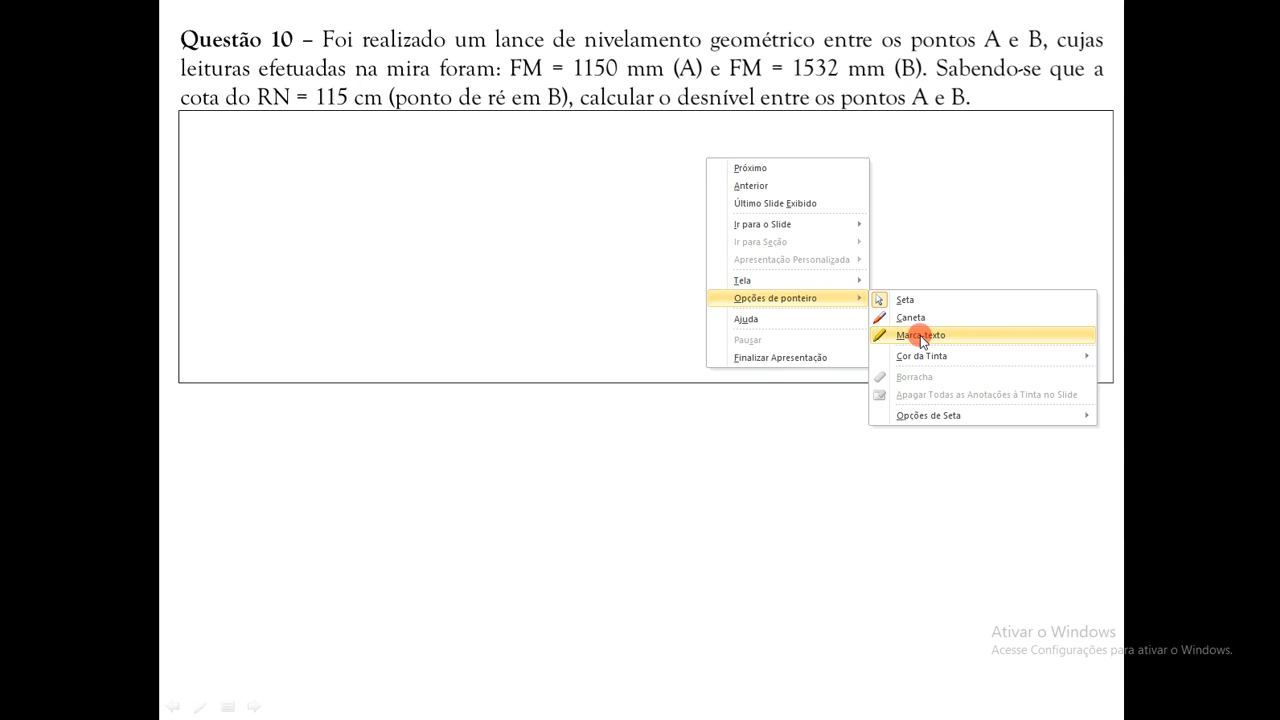 Questão 10 – Foi realizado um lance de nivelamento geométrico entre os pontos A e B, cujas
leituras efetuadas na mira foram: FM = 1150 mm (A) e FM = 1532 mm (B). Sabendo-se que a
cota do RN = 115 cm (ponto de ré em B), calcular o desnível entre os pontos A e B.
Próximo
Anterior
Último Slide Exibido
Ir para o Slide
Ir para Seção
Apresentação Personalizada
Tela
Opções de ponteiro
Ajuda
Pausar
Finalizar Apresentação
Seta
Caneta
Marca-texto
Cor da Tinta
Borracha
Apagar Todas as Anotações à Tinta no Slide
Opções de Seta
Ativar o Windows
Acesse Configurações para ativar o Windows.